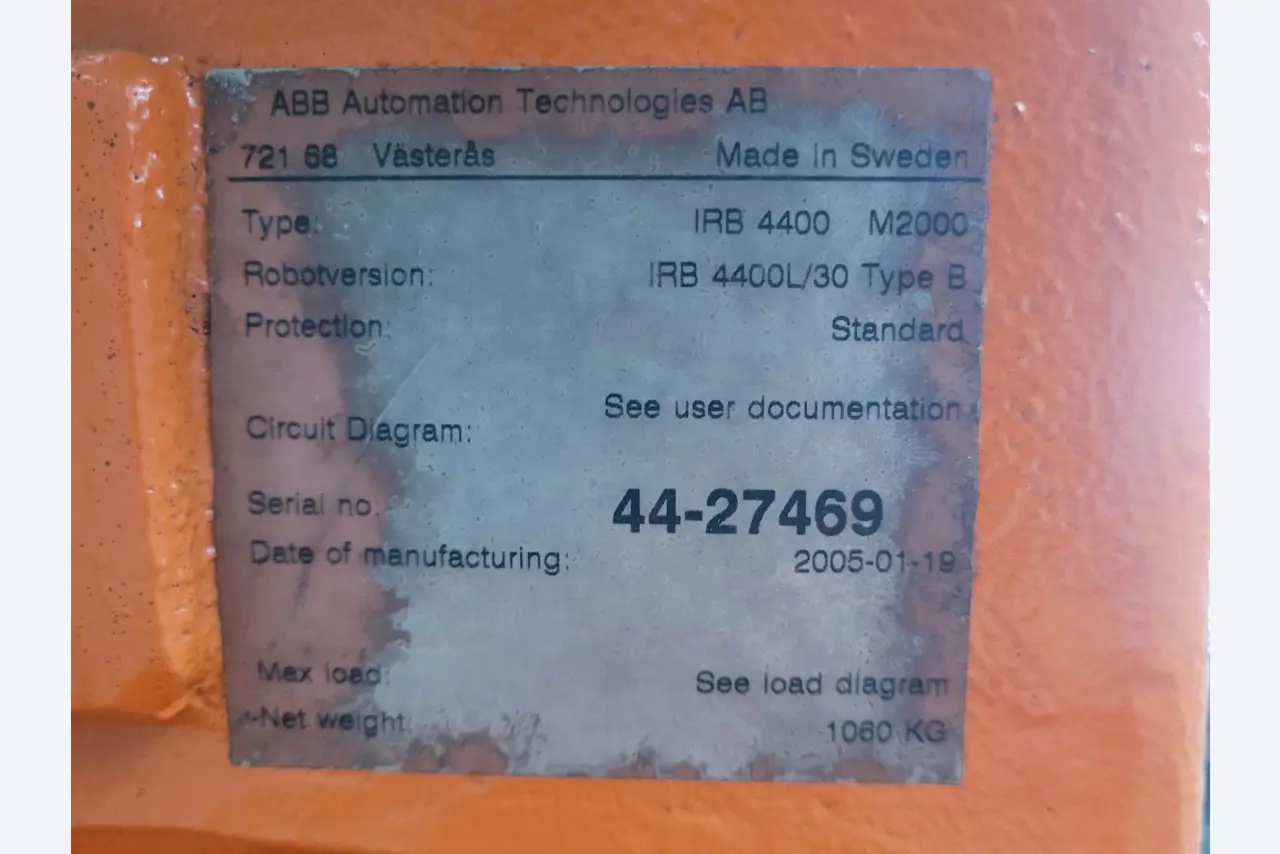 ABB Automation Technologies AB
721 68 Västerås Made in Sweden
Type: IRB 4400 M2000
Robotversion: IRB 4400L/30 Type B
Protection: Standard
See user documentation
Circuit Diagram:
Serial no: 44-27469
Date of manufacturing: 2005-01-19
Max load: See load diagram
Net weight: 1060 KG